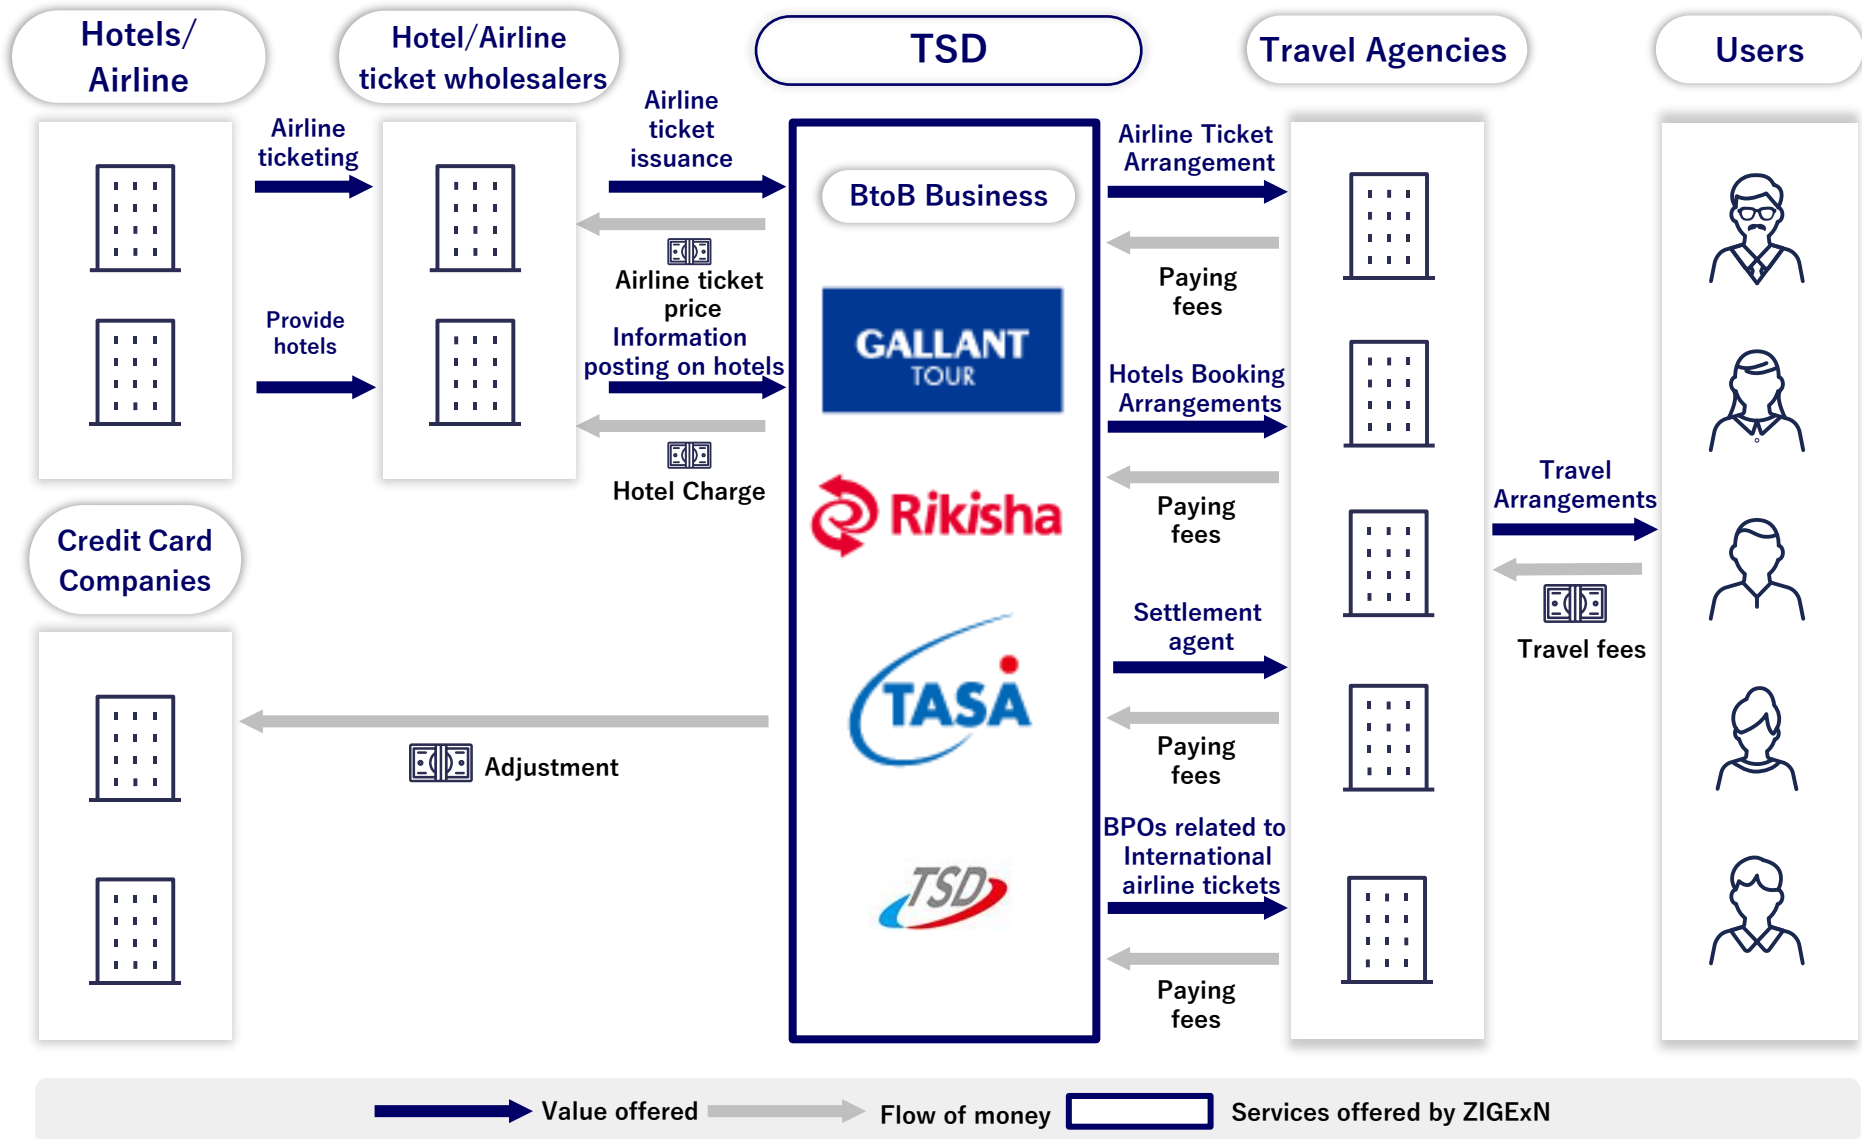 Hotels/
Airline
Hotel/Airline
ticket wholesalers
TSD
Travel Agencies
Users
Airline
ticketing
Airline
ticket
issuance
Airline ticket
price
Provide
hotels
Information
posting on hotels
Hotel Charge
BtoB Business
GALLANT
TOUR
Rikisha
TASA
TSD
Airline Ticket
Arrangement
Paying
fees
Hotels Booking
Arrangements
Paying
fees
Settlement
agent
Paying
fees
BPOs related to
International
airline tickets
Paying
fees
Travel
Arrangements
Travel fees
Credit Card
Companies
Adjustment
Value offered
Flow of money
Services offered by ZIGExN